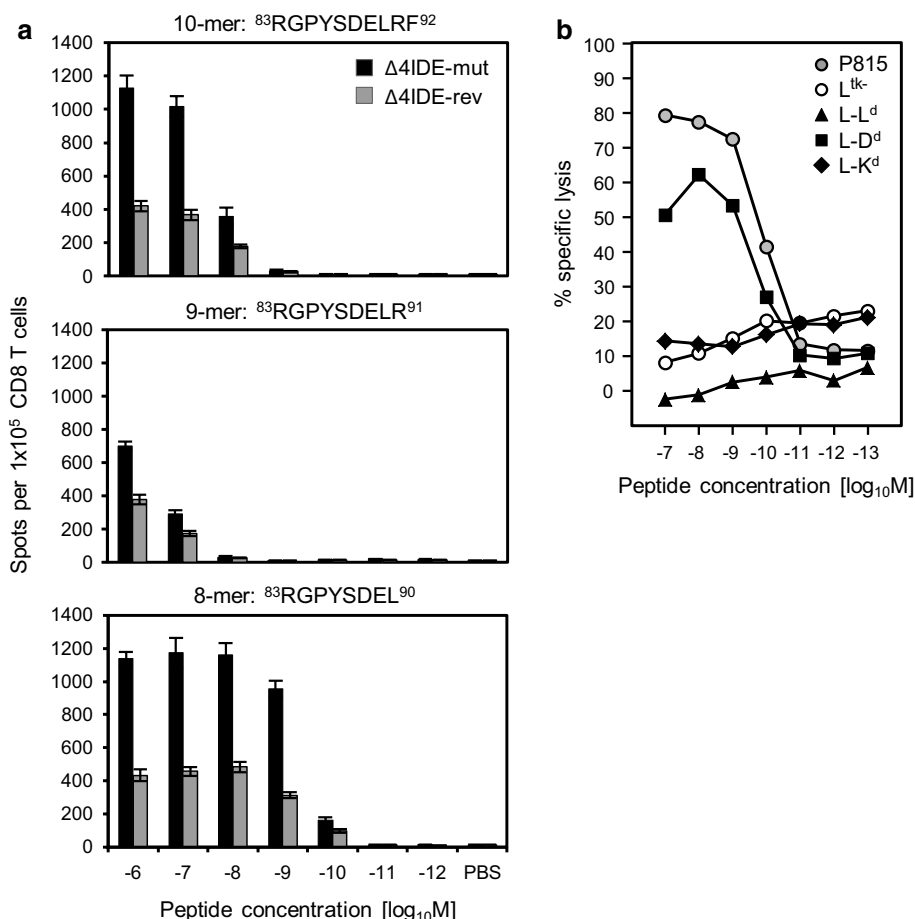 a
10-mer: ⁸³RGPYSDELRF⁹²
1400
1200
1000
800
600
400
200
0
Δ4IDE-mut
Δ4IDE-rev
9-mer: ⁸³RGPYSDELR⁹¹
1400
1200
1000
800
600
400
200
0
8-mer: ⁸³RGPYSDEL⁹⁰
1400
1200
1000
800
600
400
200
0
-6 -7 -8 -9 -10 -11 -12 PBS
Peptide concentration [log₁₀M]
Spots per 1x10⁵ CD8 T cells
b
100
90
80
70
60
50
40
30
20
10
0
% specific lysis
P815
Lᵗᵏ⁻
L-Lᵈ
L-Dᵈ
L-Kᵈ
-7 -8 -9 -10 -11 -12 -13
Peptide concentration [log₁₀M]